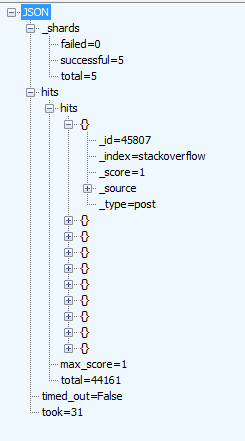 JSON
_shards
failed=0
successful=5
total=5
hits
hits
{}
_id=45807
_index=stackoverflow
_score=1
_source
_type=post
{}
{}
{}
{}
{}
{}
{}
{}
{}
max_score=1
total=44161
timed_out=False
took=31